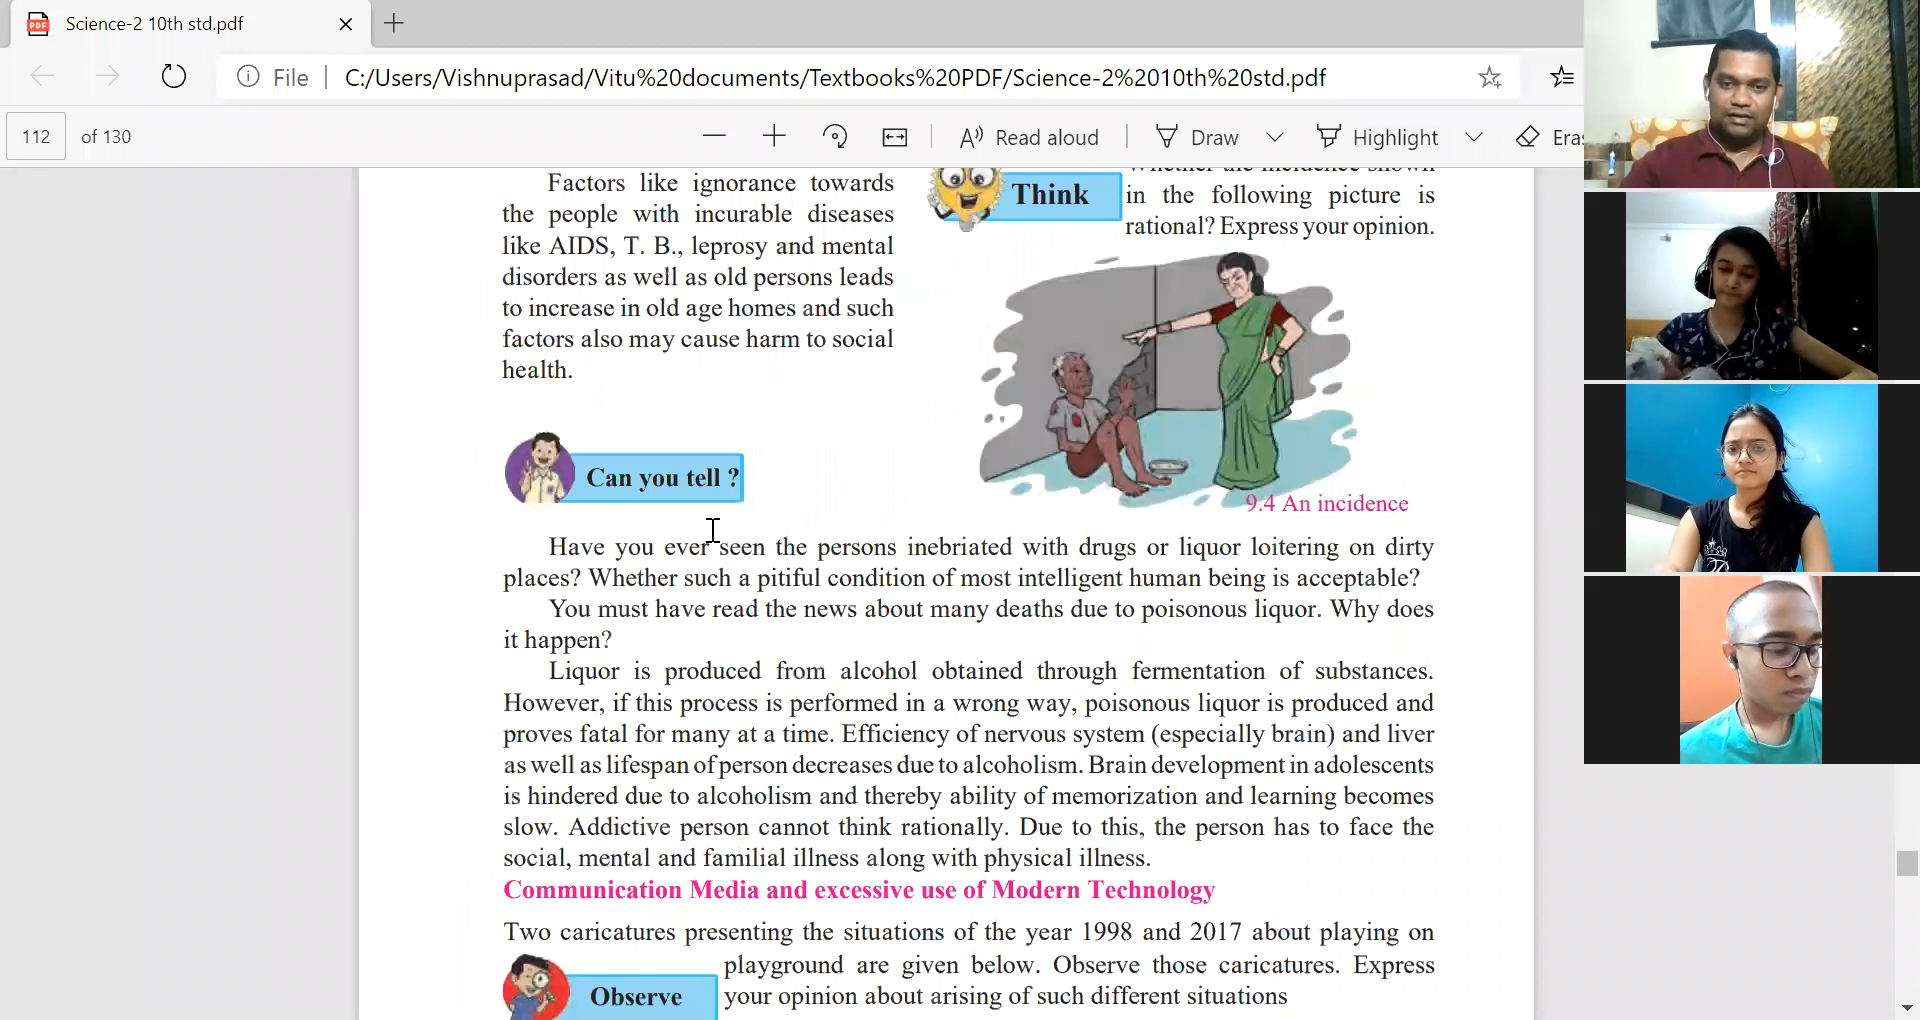 Science-2 10th std.pdf
File
C:/Users/Vishnuprasad/Vitu%20documents/Textbooks%20PDF/Science-2%2010th%20std.pdf
112 of 130
Read aloud
Draw
Highlight
Eras
Factors like ignorance towards
the people with incurable diseases
like AIDS, T. B., leprosy and mental
disorders as well as old persons leads
to increase in old age homes and such
factors also may cause harm to social
health.
Think
Whether the incidence shown
in the following picture is
rational? Express your opinion.
9.4 An incidence
Can you tell ?
Have you ever seen the persons inebriated with drugs or liquor loitering on dirty
places? Whether such a pitiful condition of most intelligent human being is acceptable?
You must have read the news about many deaths due to poisonous liquor. Why does
it happen?
Liquor is produced from alcohol obtained through fermentation of substances.
However, if this process is performed in a wrong way, poisonous liquor is produced and
proves fatal for many at a time. Efficiency of nervous system (especially brain) and liver
as well as lifespan of person decreases due to alcoholism. Brain development in adolescents
is hindered due to alcoholism and thereby ability of memorization and learning becomes
slow. Addictive person cannot think rationally. Due to this, the person has to face the
social, mental and familial illness along with physical illness.
Communication Media and excessive use of Modern Technology
Two caricatures presenting the situations of the year 1998 and 2017 about playing on
playground are given below. Observe those caricatures. Express
Observe
your opinion about arising of such different situations